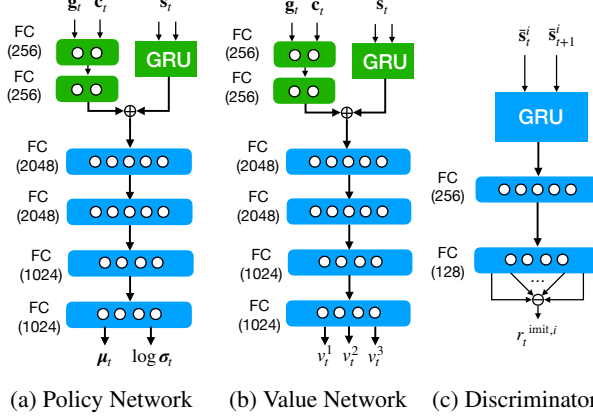 g_t c_t s_t
FC
(256)
FC
(256)
GRU
FC
(2048)
FC
(2048)
FC
(1024)
FC
(1024)
μ_t log σ_t
(a) Policy Network
g_t c_t s_t
FC
(256)
FC
(256)
GRU
FC
(2048)
FC
(2048)
FC
(1024)
FC
(1024)
v_t^1 v_t^2 v_t^3
(b) Value Network
s̄_t^i s̄_{t+1}^i
GRU
FC
(256)
FC
(128)
...
r_t^{imit,i}
(c) Discriminator